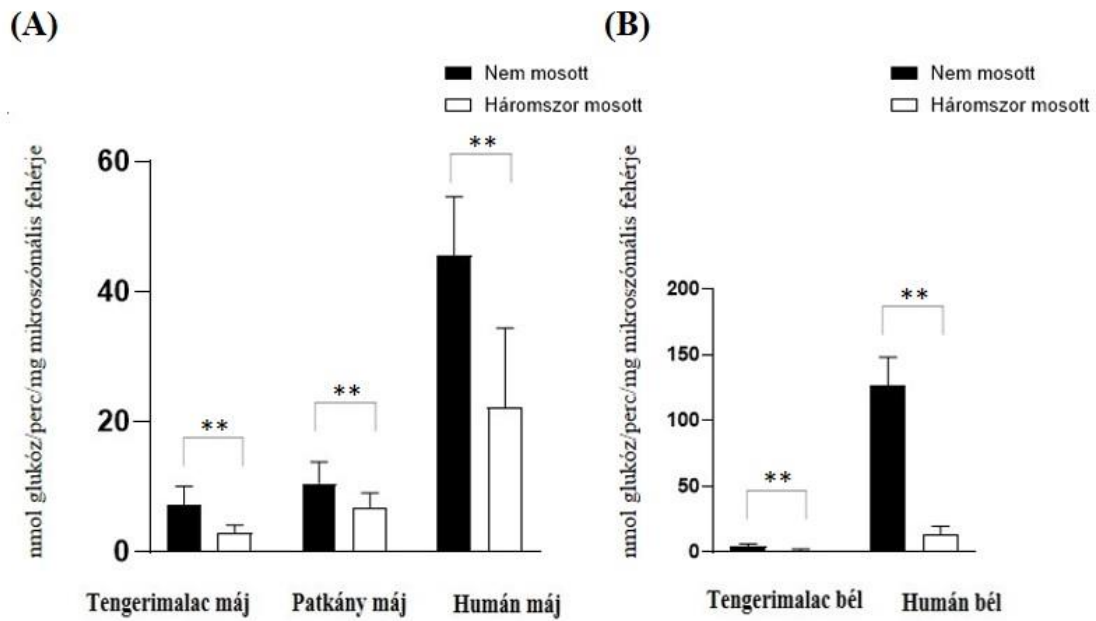 (A)
Nem mosott
Háromszor mosott
nmol glukóz/perc/mg mikroszómális fehérje
60
40
20
0
**
**
**
Tengerimalac máj
Patkány máj
Humán máj
(B)
Nem mosott
Háromszor mosott
nmol glukóz/perc/mg mikroszómális fehérje
200
150
100
50
0
**
**
Tengerimalac bél
Humán bél